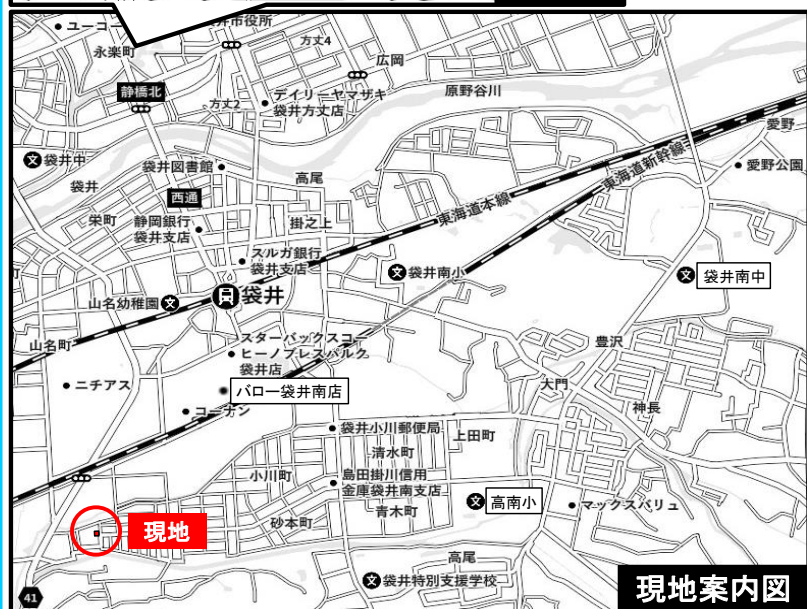 ユーコー
市役所
永楽町
方丈4
広岡
静橋北
方丈2
デイリーヤマザキ
袋井方丈店
原野谷川
愛野
袋井中
袋井図書館
高尾
東海道新幹線
愛野公園
袋井
西通
栄町
静岡銀行
袋井支店
掛之上
東海道本線
スルガ銀行
袋井支店
袋井南小
袋井南中
山名幼稚園
袋井
山名町
スターバックスコー
ヒーノブレスパルク
袋井店
豊沢
ニチアス
バロー袋井南店
大門
神長
コーナン
袋井小川郵便局
上田町
清水町
小川町
島田掛川信用
金庫袋井南支店
高南小
マックスバリュ
青木町
砂本町
現地
高尾
袋井特別支援学校
41
現地案内図